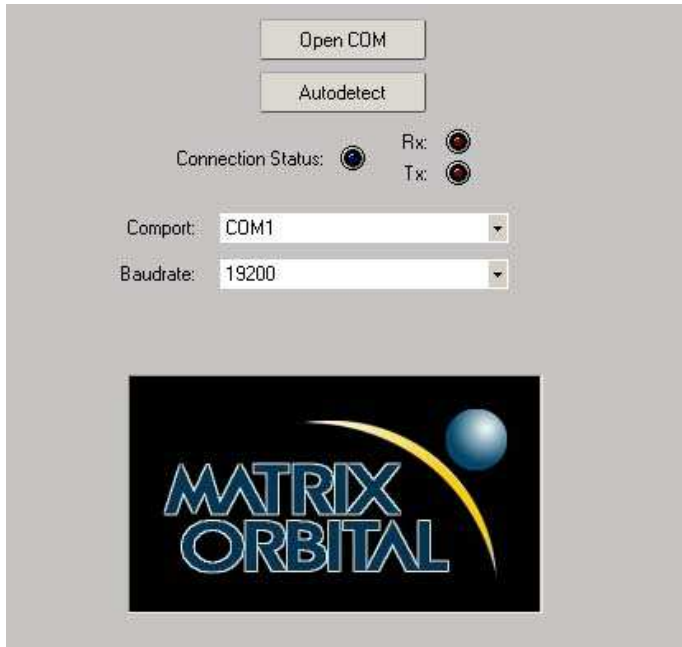 Open COM
Autodetect
Connection Status:
Rx:
Tx:
Comport: COM1
Baudrate: 19200
MATRIX
ORBITAL